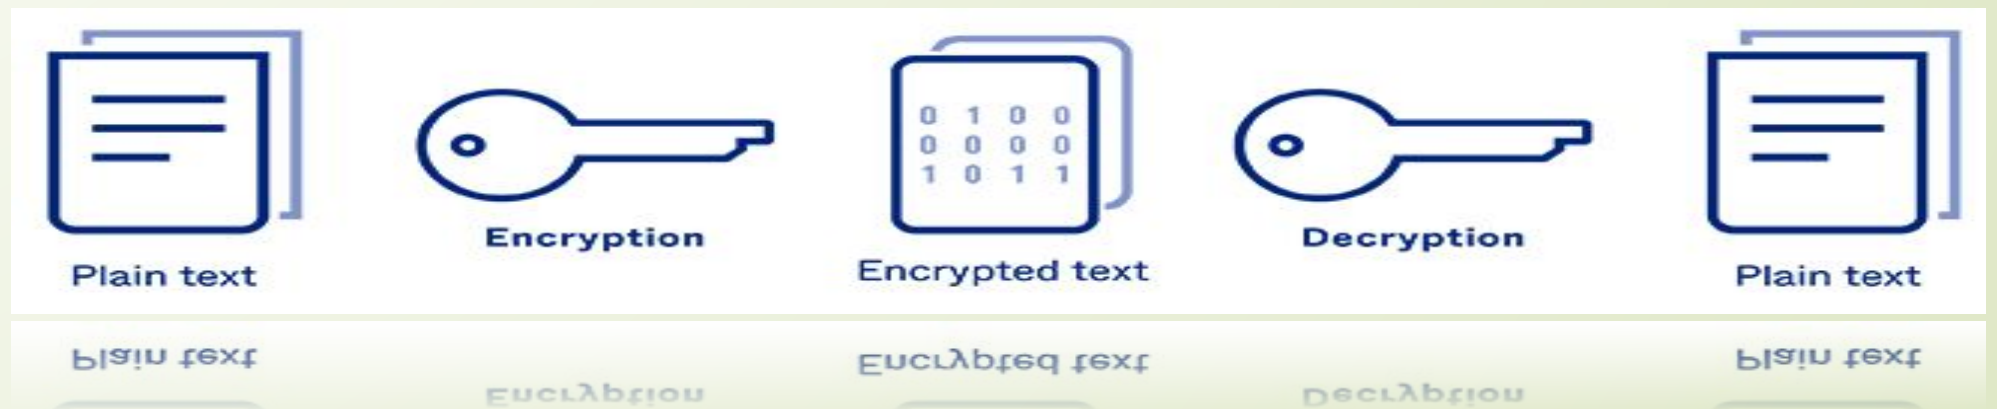 0 1 0 0
0 0 0 0
1 0 1 1
Encryption
Decryption
Plain text
Encrypted text
Plain text